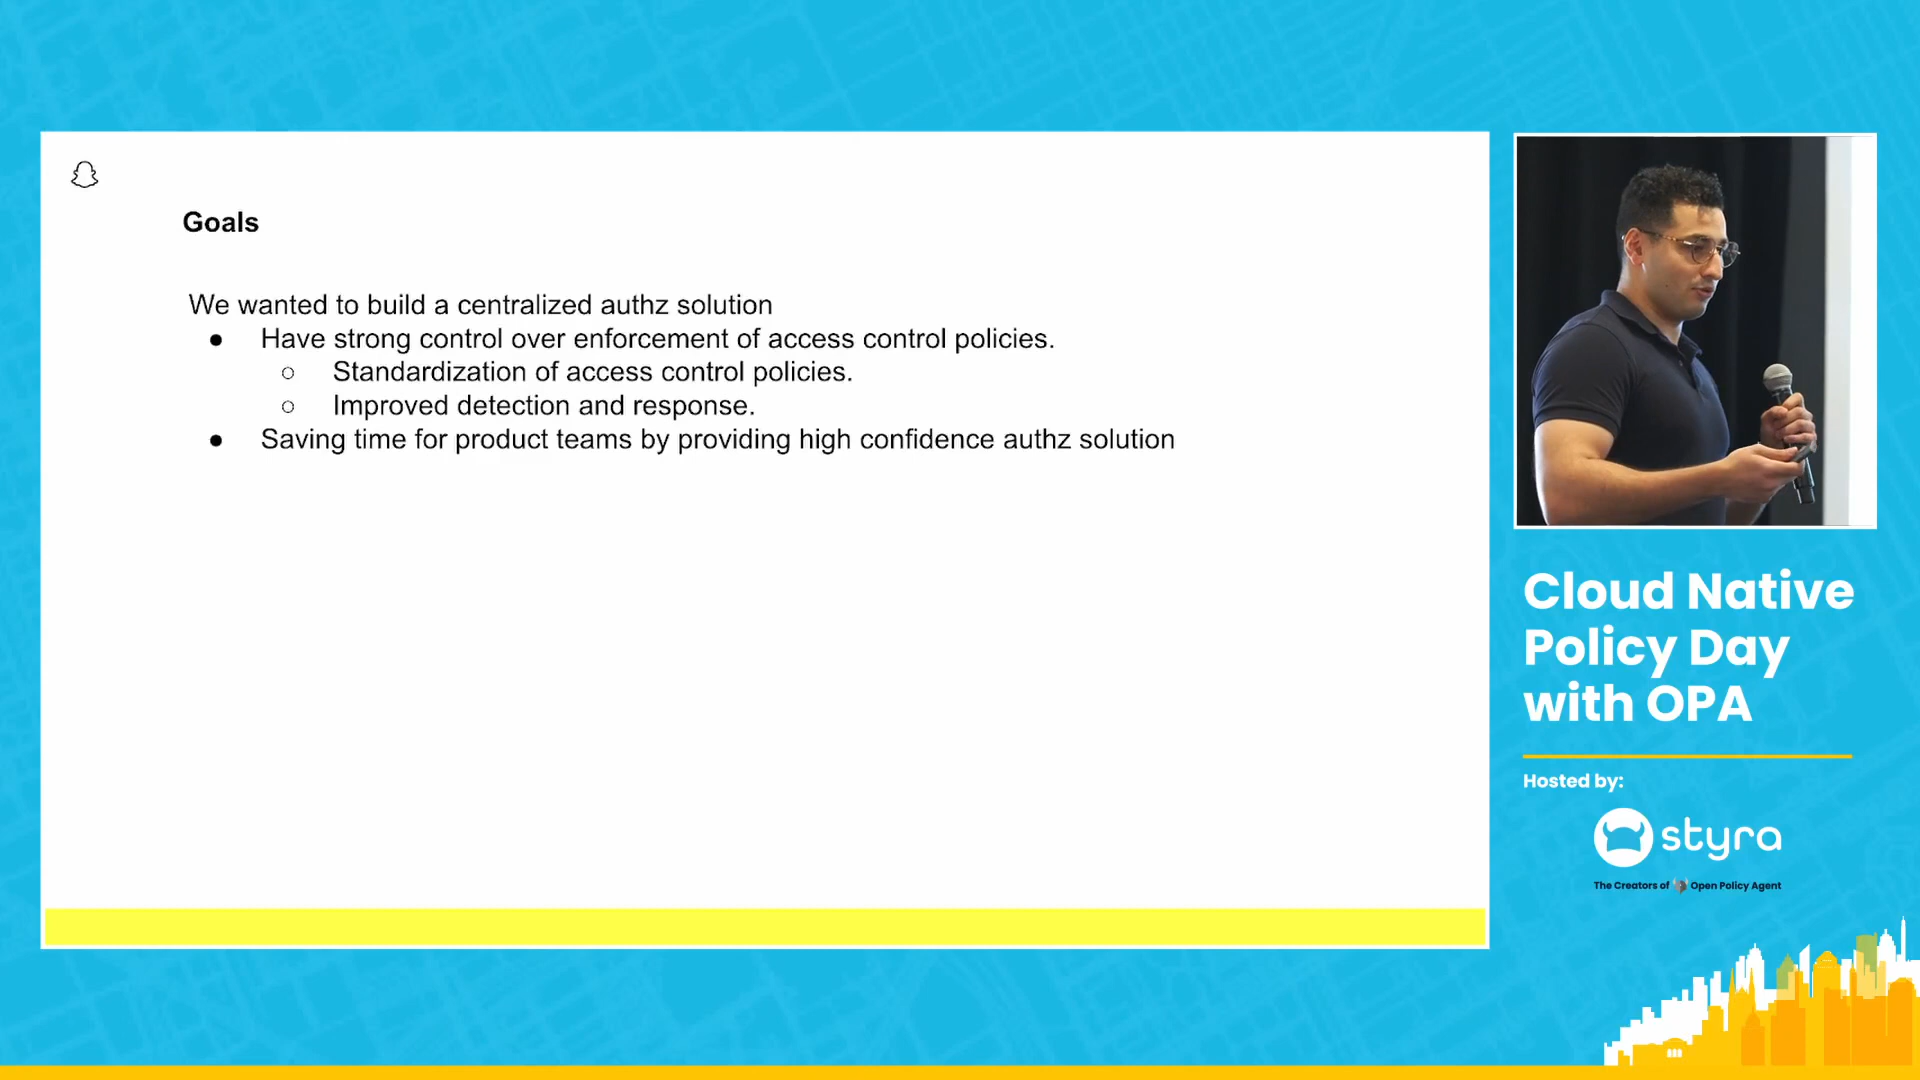 Goals
We wanted to build a centralized authz solution
● Have strong control over enforcement of access control policies.
○ Standardization of access control policies.
○ Improved detection and response.
● Saving time for product teams by providing high confidence authz solution
Cloud Native
Policy Day
with OPA
Hosted by:
styra
The Creators of Open Policy Agent